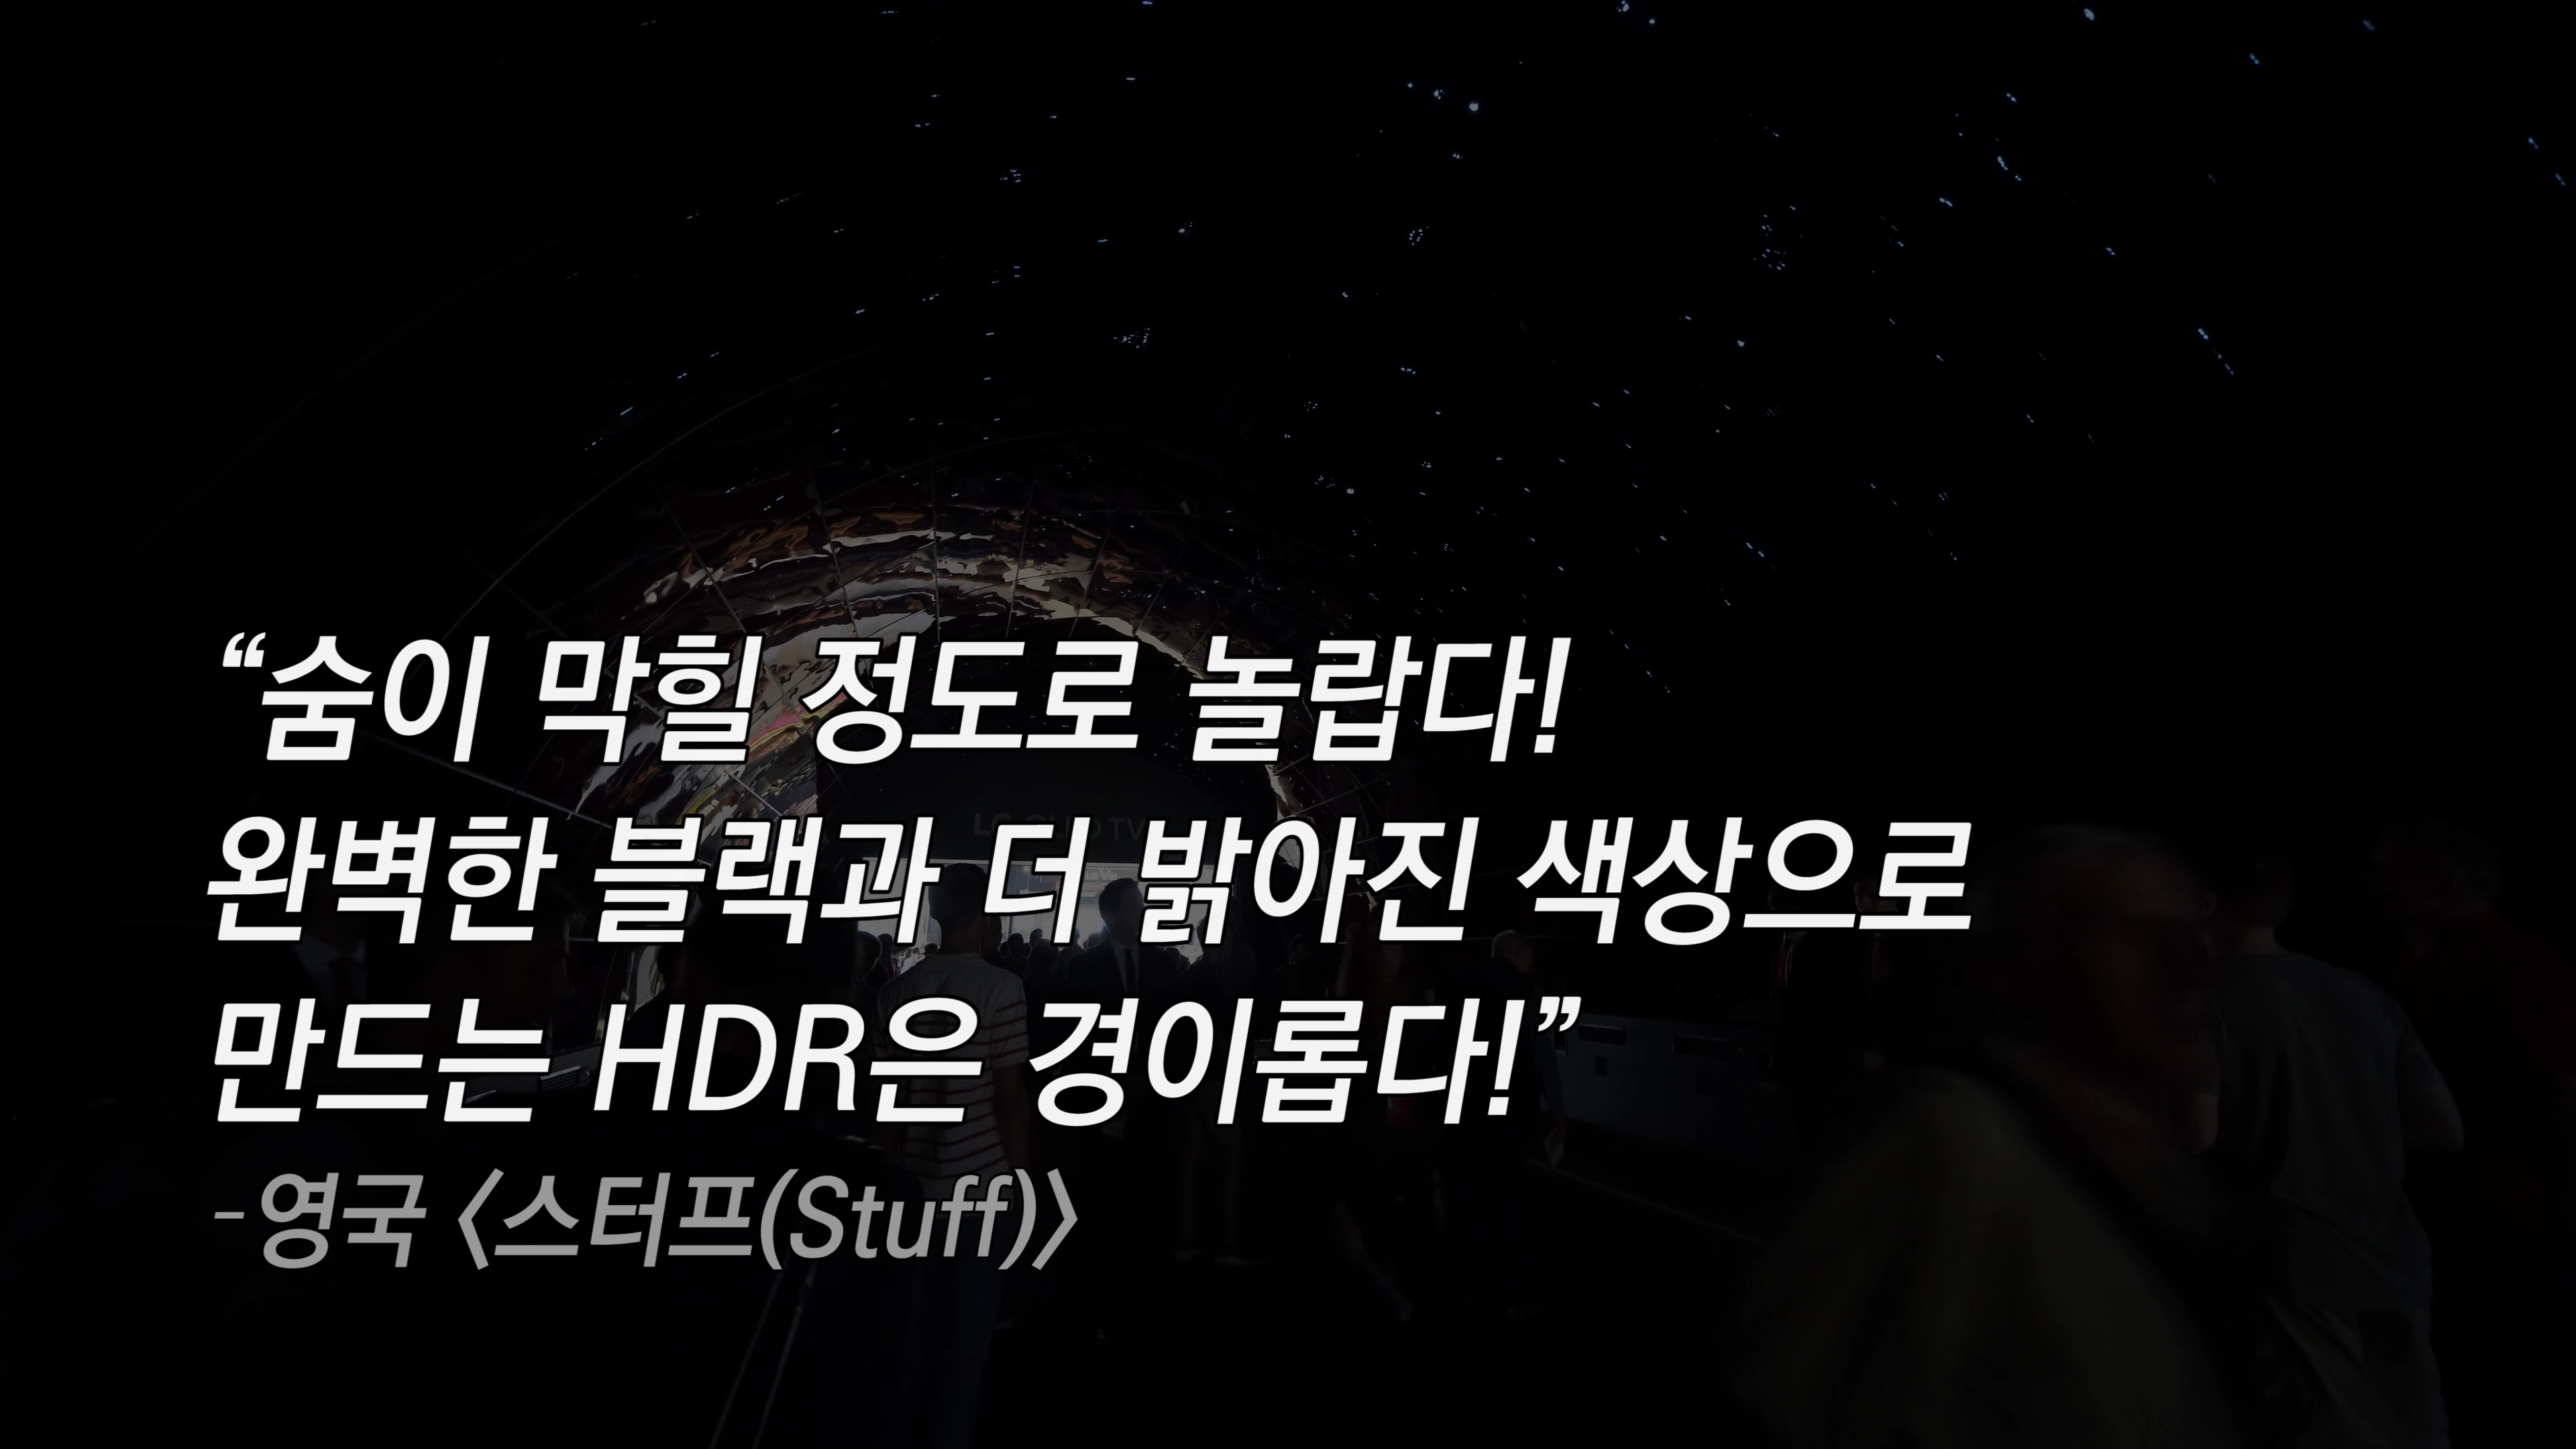 “숨이 막힐 정도로 놀랍다!
완벽한 블랙과 더 밝아진 색상으로
만드는 HDR은 경이롭다!”
-영국 〈스터프(Stuff)〉